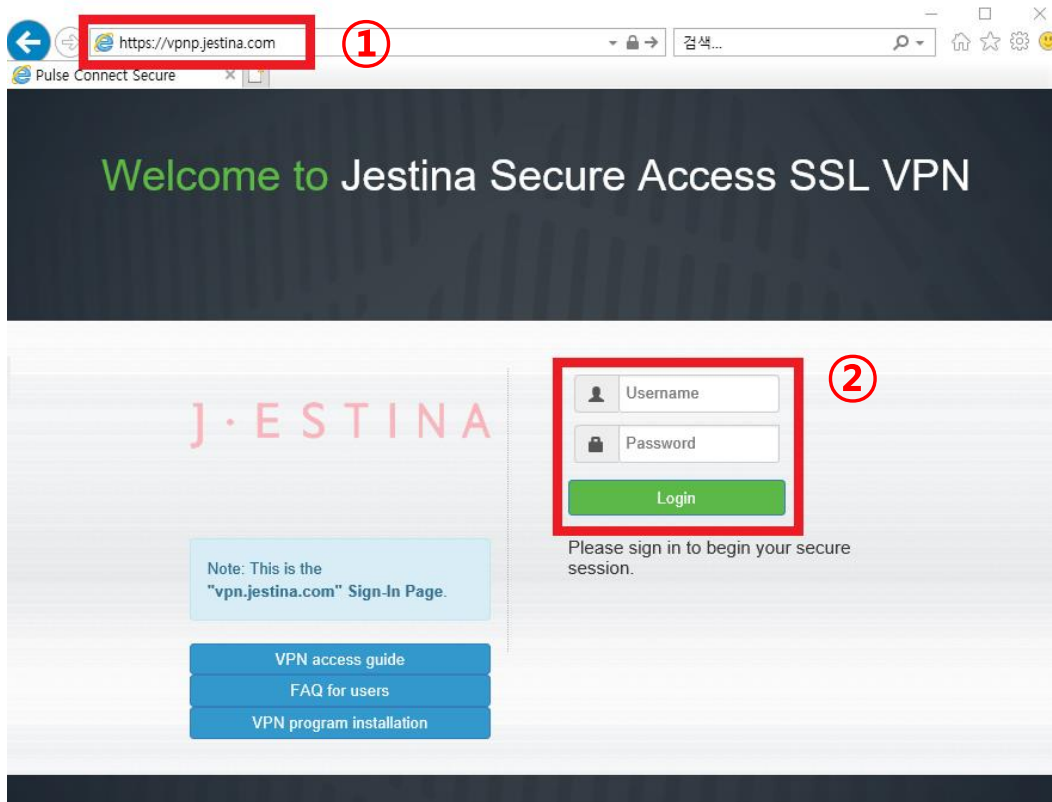 https://vpnp.jestina.com
①
검색...
Pulse Connect Secure
Welcome to Jestina Secure Access SSL VPN
J·ESTINA
Username
②
Password
Login
Please sign in to begin your secure
session.
Note: This is the
"vpn.jestina.com" Sign-In Page.
VPN access guide
FAQ for users
VPN program installation